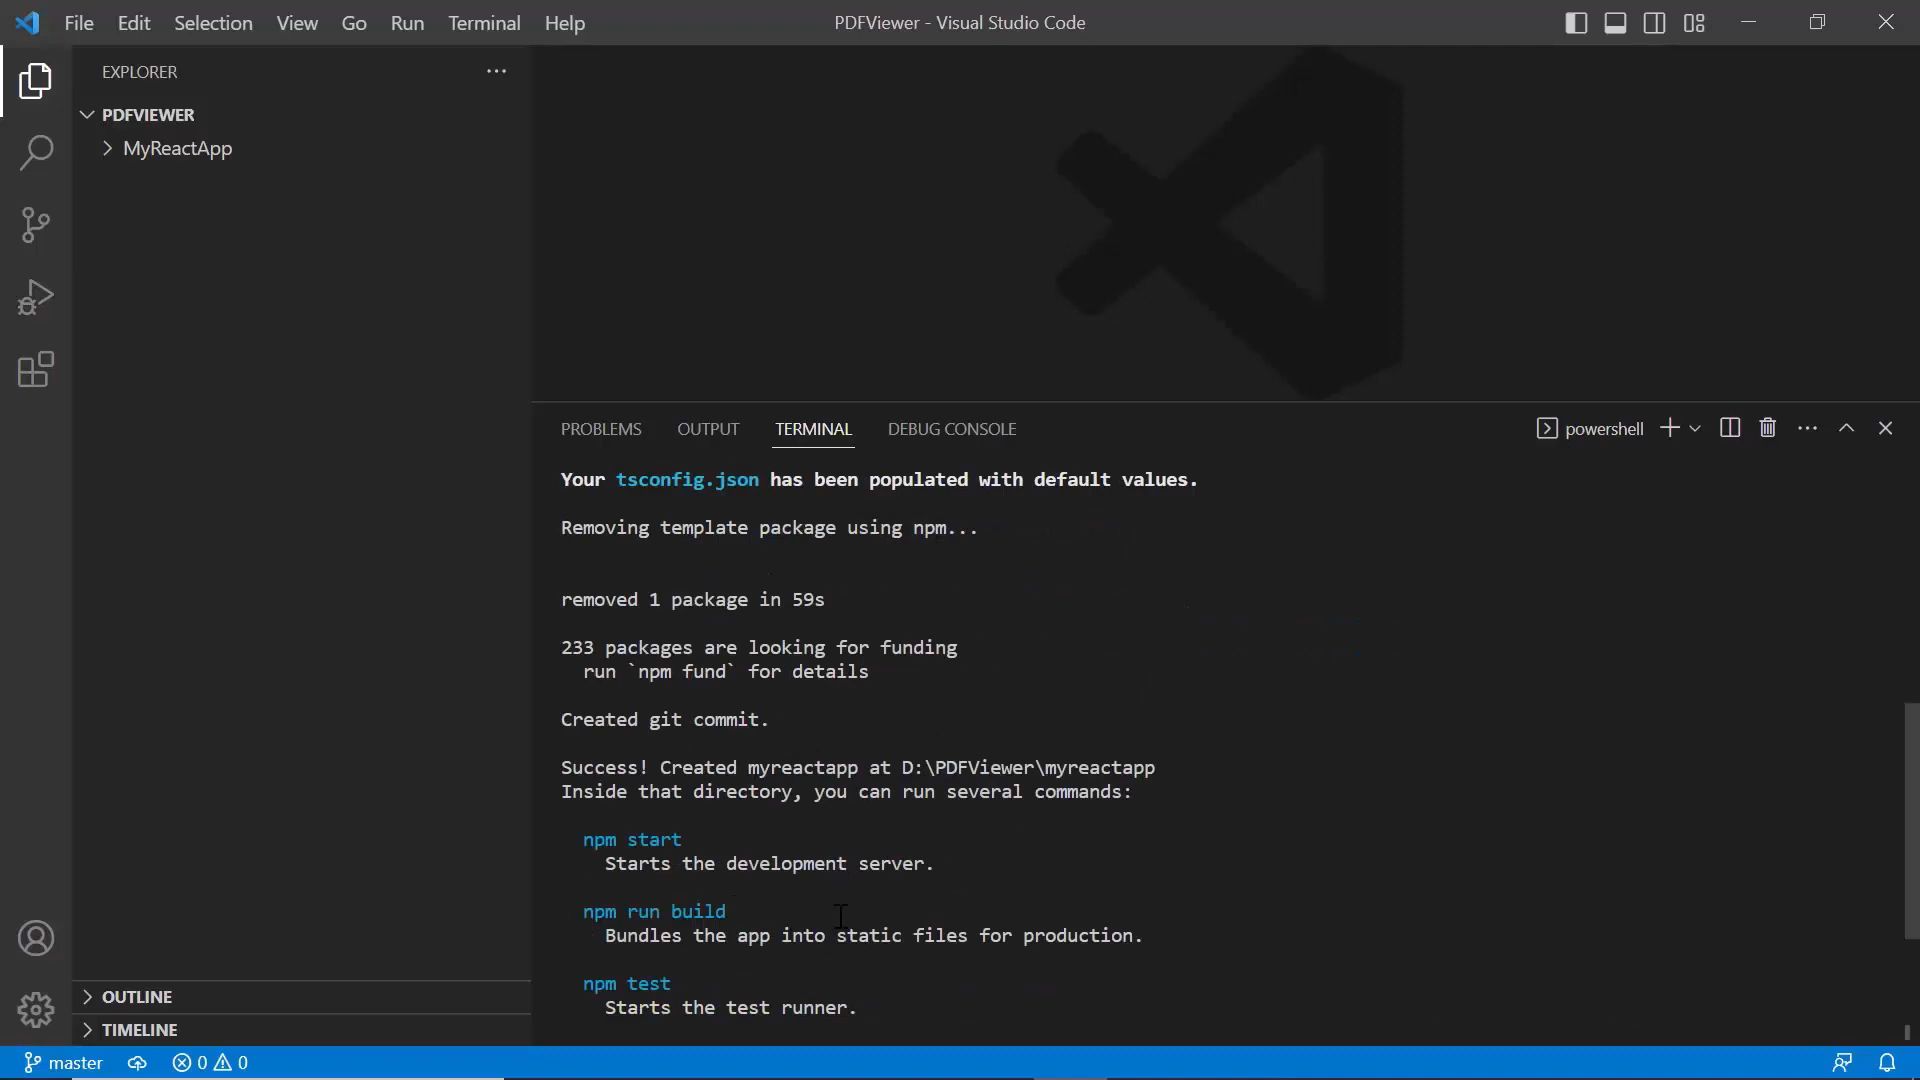 File Edit Selection View Go Run Terminal Help
PDFViewer - Visual Studio Code
EXPLORER
PDFVIEWER
MyReactApp
OUTLINE
TIMELINE
PROBLEMS OUTPUT TERMINAL DEBUG CONSOLE
powershell
Your tsconfig.json has been populated with default values.
Removing template package using npm...
removed 1 package in 59s
233 packages are looking for funding
run `npm fund` for details
Created git commit.
Success! Created myreactapp at D:\PDFViewer\myreactapp
Inside that directory, you can run several commands:
npm start
Starts the development server.
npm run build
Bundles the app into static files for production.
npm test
Starts the test runner.
master 0 0